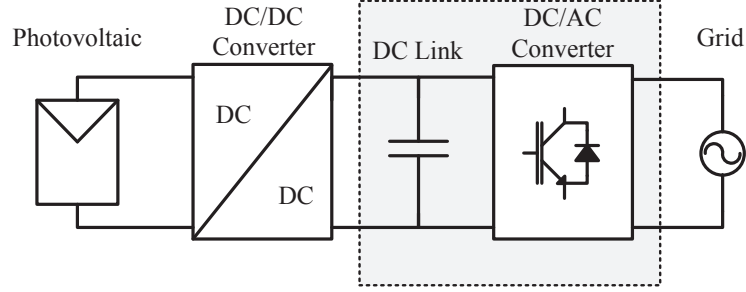 Photovoltaic
DC/DC
Converter
DC Link
DC/AC
Converter
Grid
DC
DC